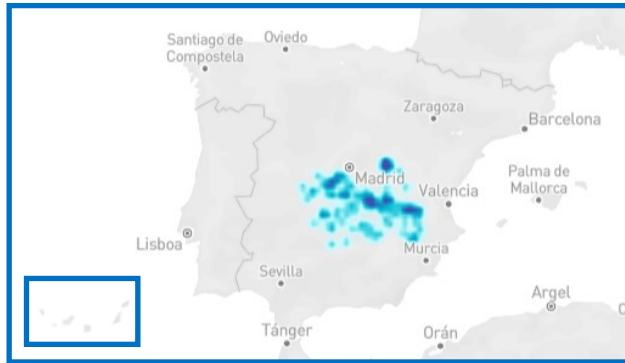 Oviedo
Santiago de
Compostela
Zaragoza
Barcelona
Madrid
Palma de
Mallorca
Valencia
Lisboa
Murcia
Sevilla
Argel
Tánger
Orán